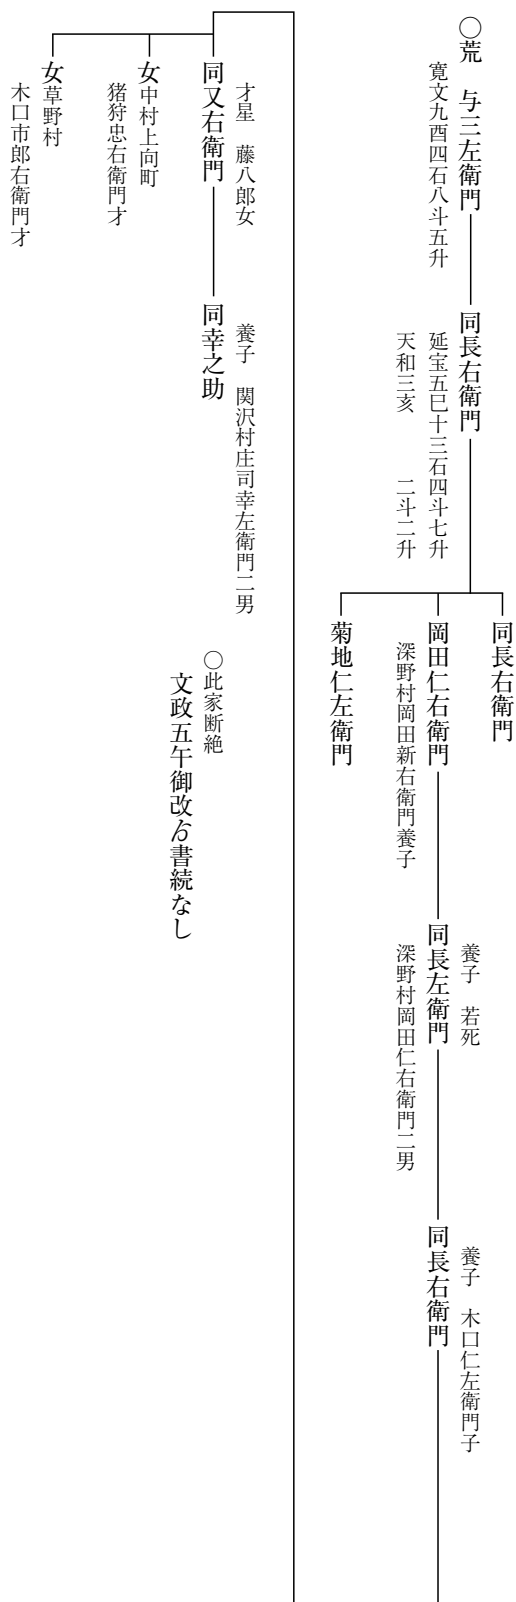 ○荒　与三左衛門
寛文九酉四石八斗五升
同長右衛門
延宝五巳十三石四斗七升
天和三亥　　二斗二升
同長右衛門
岡田仁右衛門
深野村岡田新右衛門養子
菊地仁左衛門
養子　若死
同長左衛門
深野村岡田仁右衛門二男
養子　木口仁左衛門子
同長右衛門
才星　藤八郎女
同又右衛門
女中村上向町
猪狩忠右衛門才
女草野村
木口市郎右衛門才
養子　関沢村庄司幸左衛門二男
同幸之助
○此家断絶
文政五午御改ゟ書続なし